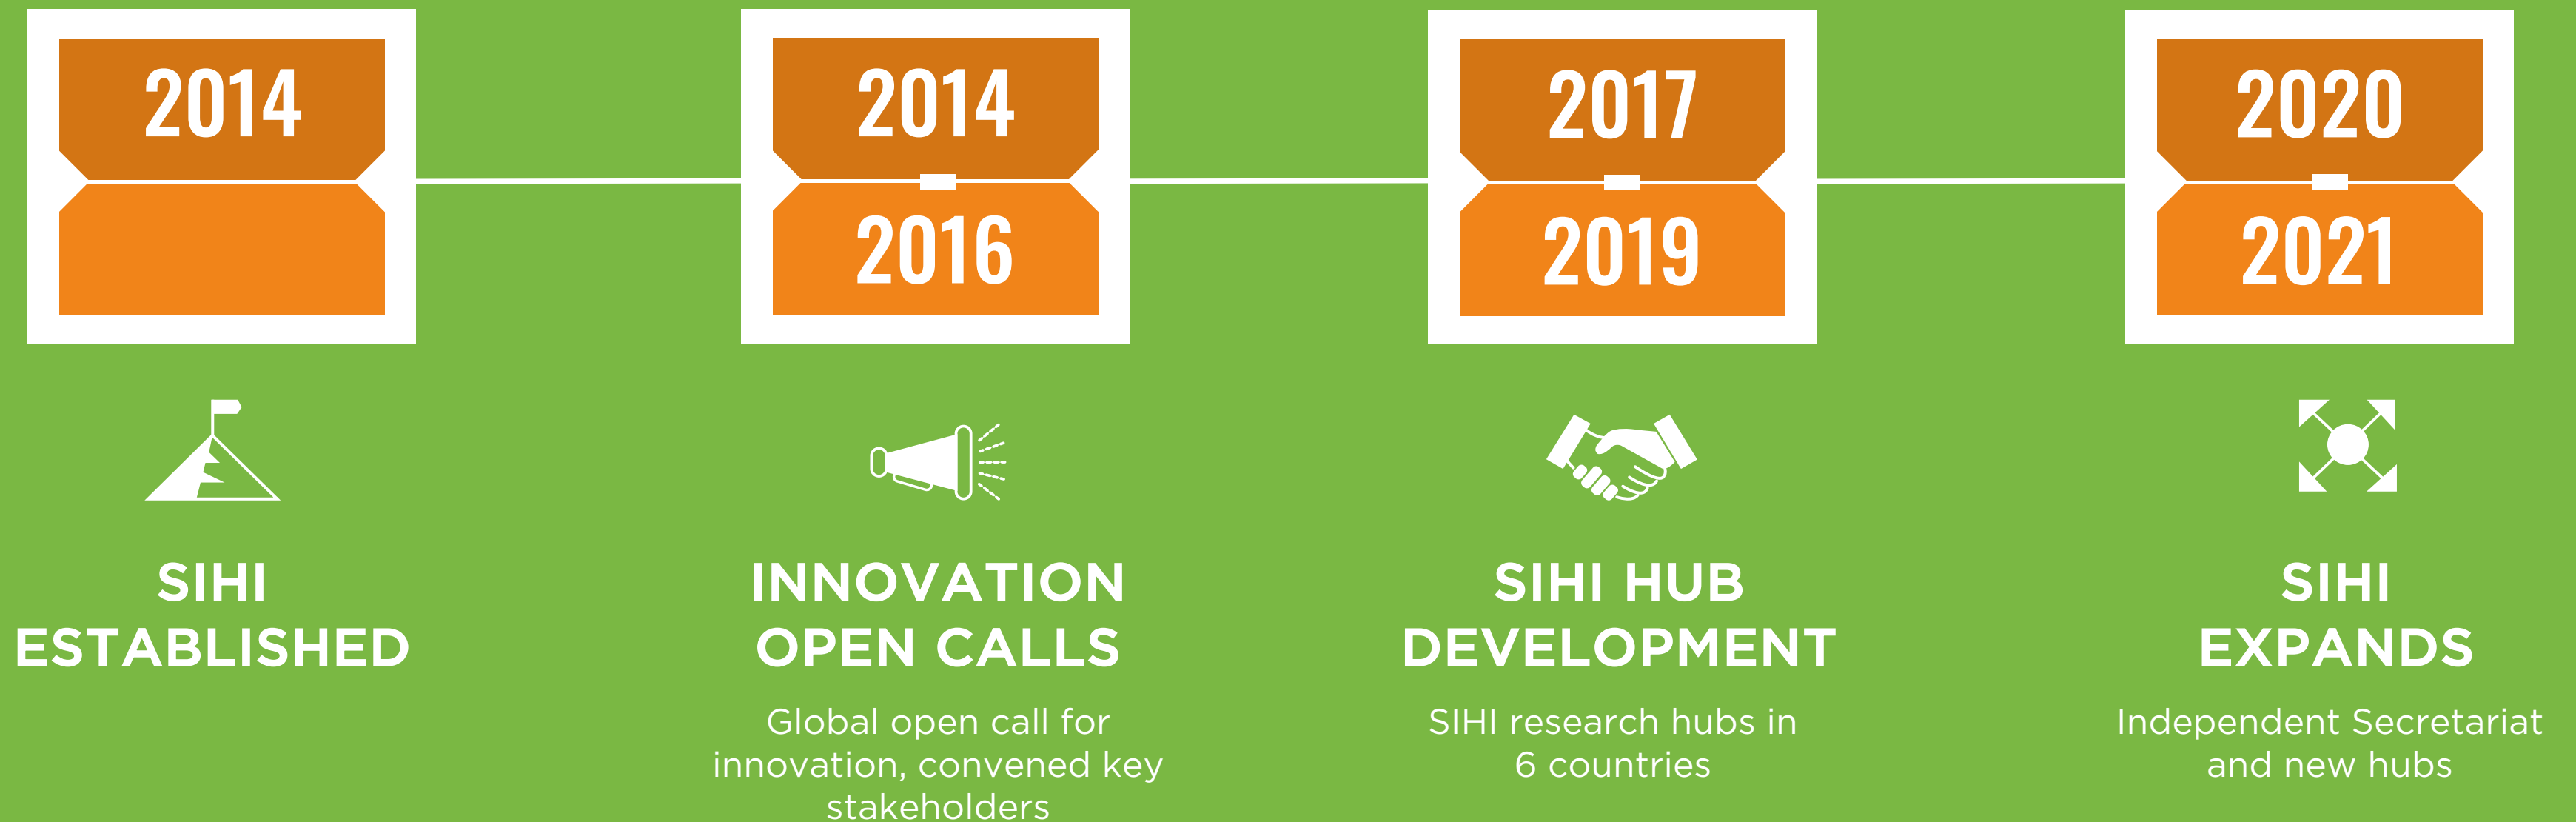 2014
SIHI
ESTABLISHED
2014
2016
INNOVATION
OPEN CALLS
Global open call for
innovation, convened key
stakeholders
2017
2019
SIHI HUB
DEVELOPMENT
SIHI research hubs in
6 countries
2020
2021
SIHI
EXPANDS
Independent Secretariat
and new hubs